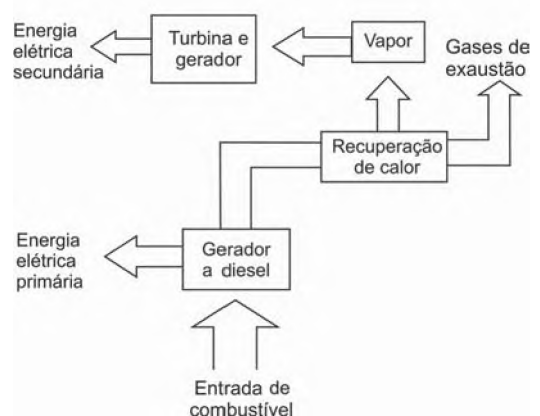 Energia
elétrica
secundária
Turbina e
gerador
Vapor
Gases de
exaustão
Recuperação
de calor
Energia
elétrica
primária
Gerador
a diesel
Entrada de
combustível